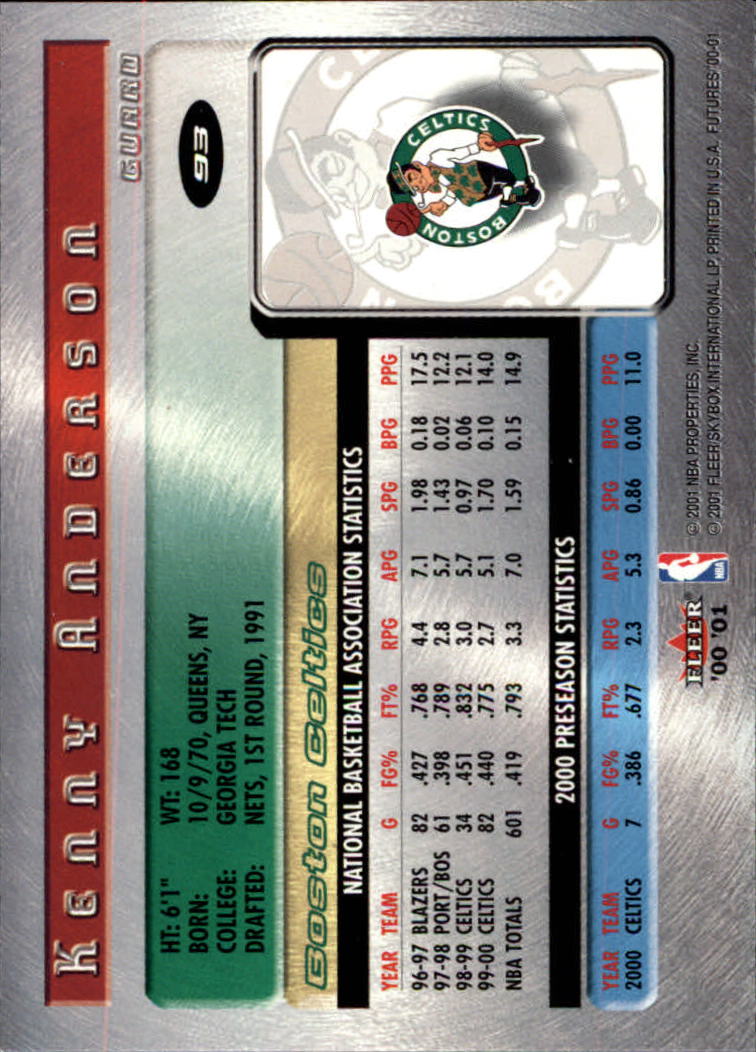 Kenny Anderson
GUARD
93
HT: 6'1" WT: 168
BORN: 10/9/70, QUEENS, NY
COLLEGE: GEORGIA TECH
DRAFTED: NETS, 1ST ROUND, 1991
CELTICS
BOSTON
Boston Celtics
NATIONAL BASKETBALL ASSOCIATION STATISTICS
YEAR TEAM G FG% FT% RPG APG SPG BPG PPG
96-97 BLAZERS 82 .427 .768 4.4 7.1 1.98 0.18 17.5
97-98 PORT/BOS 61 .398 .789 2.8 5.7 1.43 0.02 12.2
98-99 CELTICS 34 .451 .832 3.0 5.7 0.97 0.06 12.1
99-00 CELTICS 82 .440 .775 2.7 5.1 1.70 0.10 14.0
NBA TOTALS 601 .419 .793 3.3 7.0 1.59 0.15 14.9
2000 PRESEASON STATISTICS
YEAR TEAM G FG% FT% RPG APG SPG BPG PPG
2000 CELTICS 7 .386 .677 2.3 5.3 0.86 0.00 11.0
FLEER
'00 '01
NBA
© 2001 NBA PROPERTIES, INC.
© 2001 FLEER/SKYBOX INTERNATIONAL LP, PRINTED IN U.S.A. FUTURES '00-01